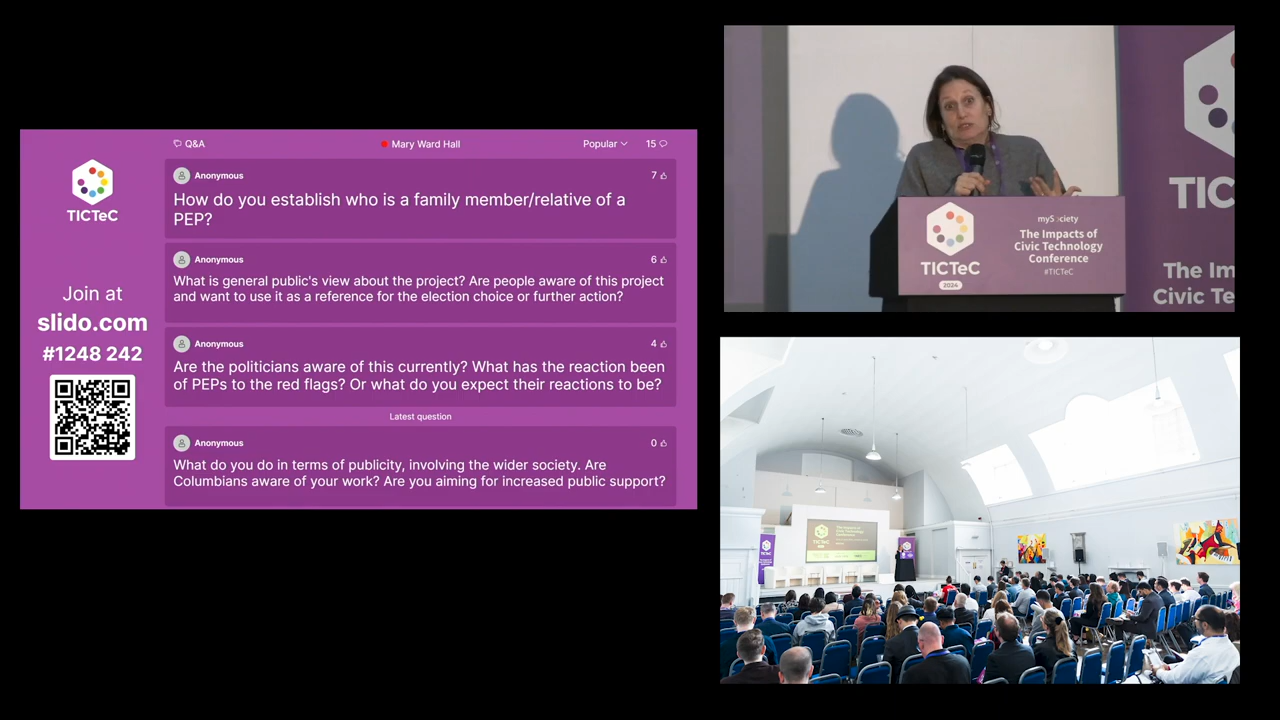 Q&A
Mary Ward Hall
Popular
15
TICTeC
Join at
slido.com
#1248 242
Anonymous
7
How do you establish who is a family member/relative of a
PEP?
Anonymous
6
What is general public's view about the project? Are people aware of this project
and want to use it as a reference for the election choice or further action?
Anonymous
4
Are the politicians aware of this currently? What has the reaction been
of PEPs to the red flags? Or what do you expect their reactions to be?
Latest question
Anonymous
0
What do you do in terms of publicity, involving the wider society. Are
Columbians aware of your work? Are you aiming for increased public support?
TICTeC
2024
mySociety
The Impacts of
Civic Technology
Conference
#TICTeC
TIC
The Im
Civic Te
The Impacts of
Civic Technology
Conference